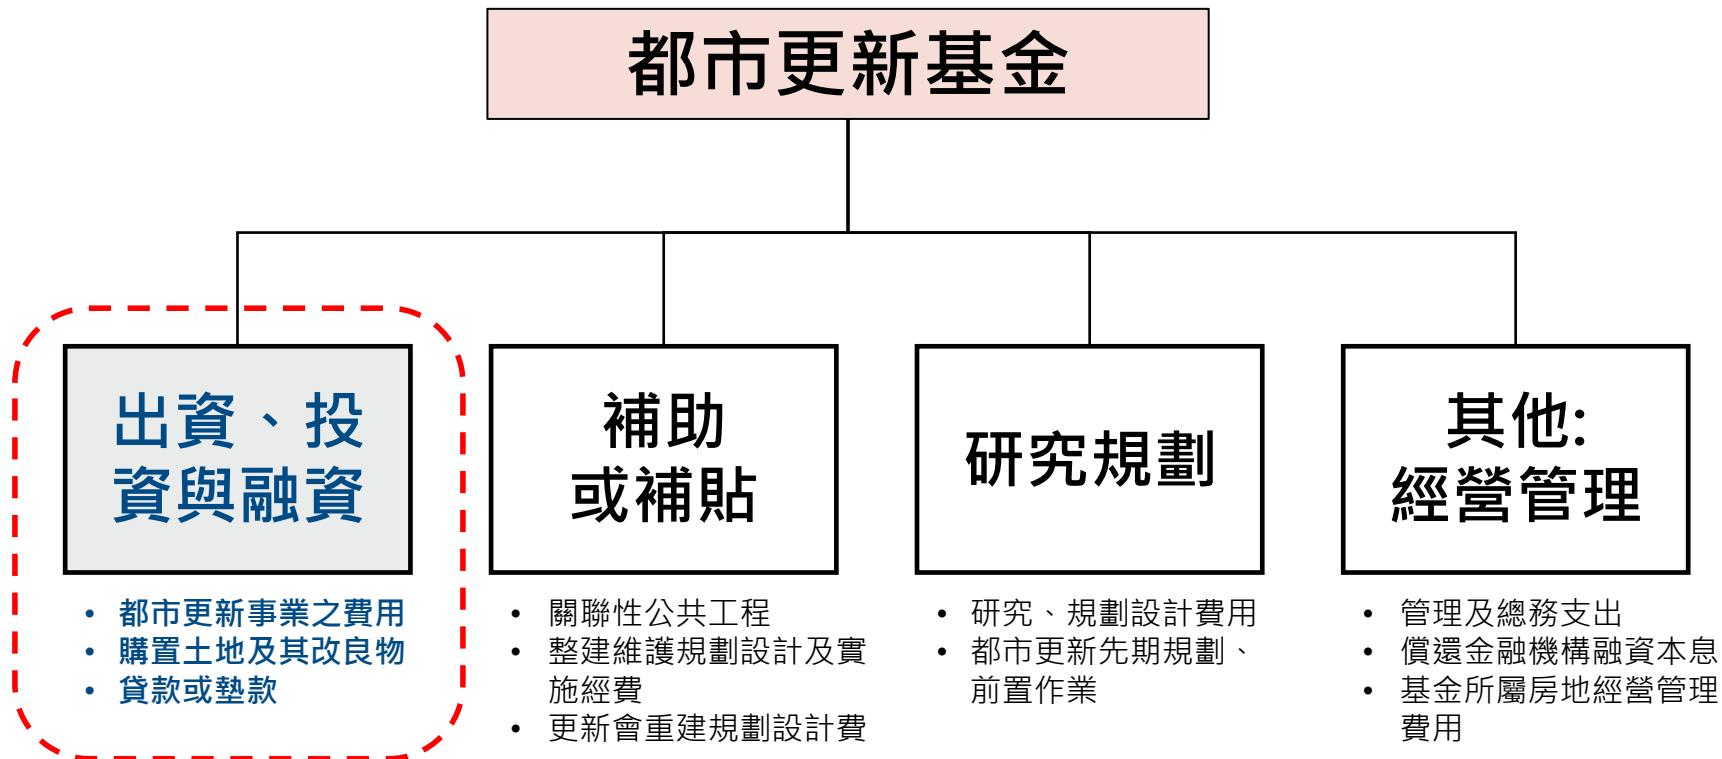 都市更新基金
出資、投
資與融資
• 都市更新事業之費用
• 購置土地及其改良物
• 貸款或墊款
補助
或補貼
• 關聯性公共工程
• 整建維護規劃設計及實
施經費
• 更新會重建規劃設計費
研究規劃
• 研究、規劃設計費用
• 都市更新先期規劃、
前置作業
其他:
經營管理
• 管理及總務支出
• 償還金融機構融資本息
• 基金所屬房地經營管理
費用